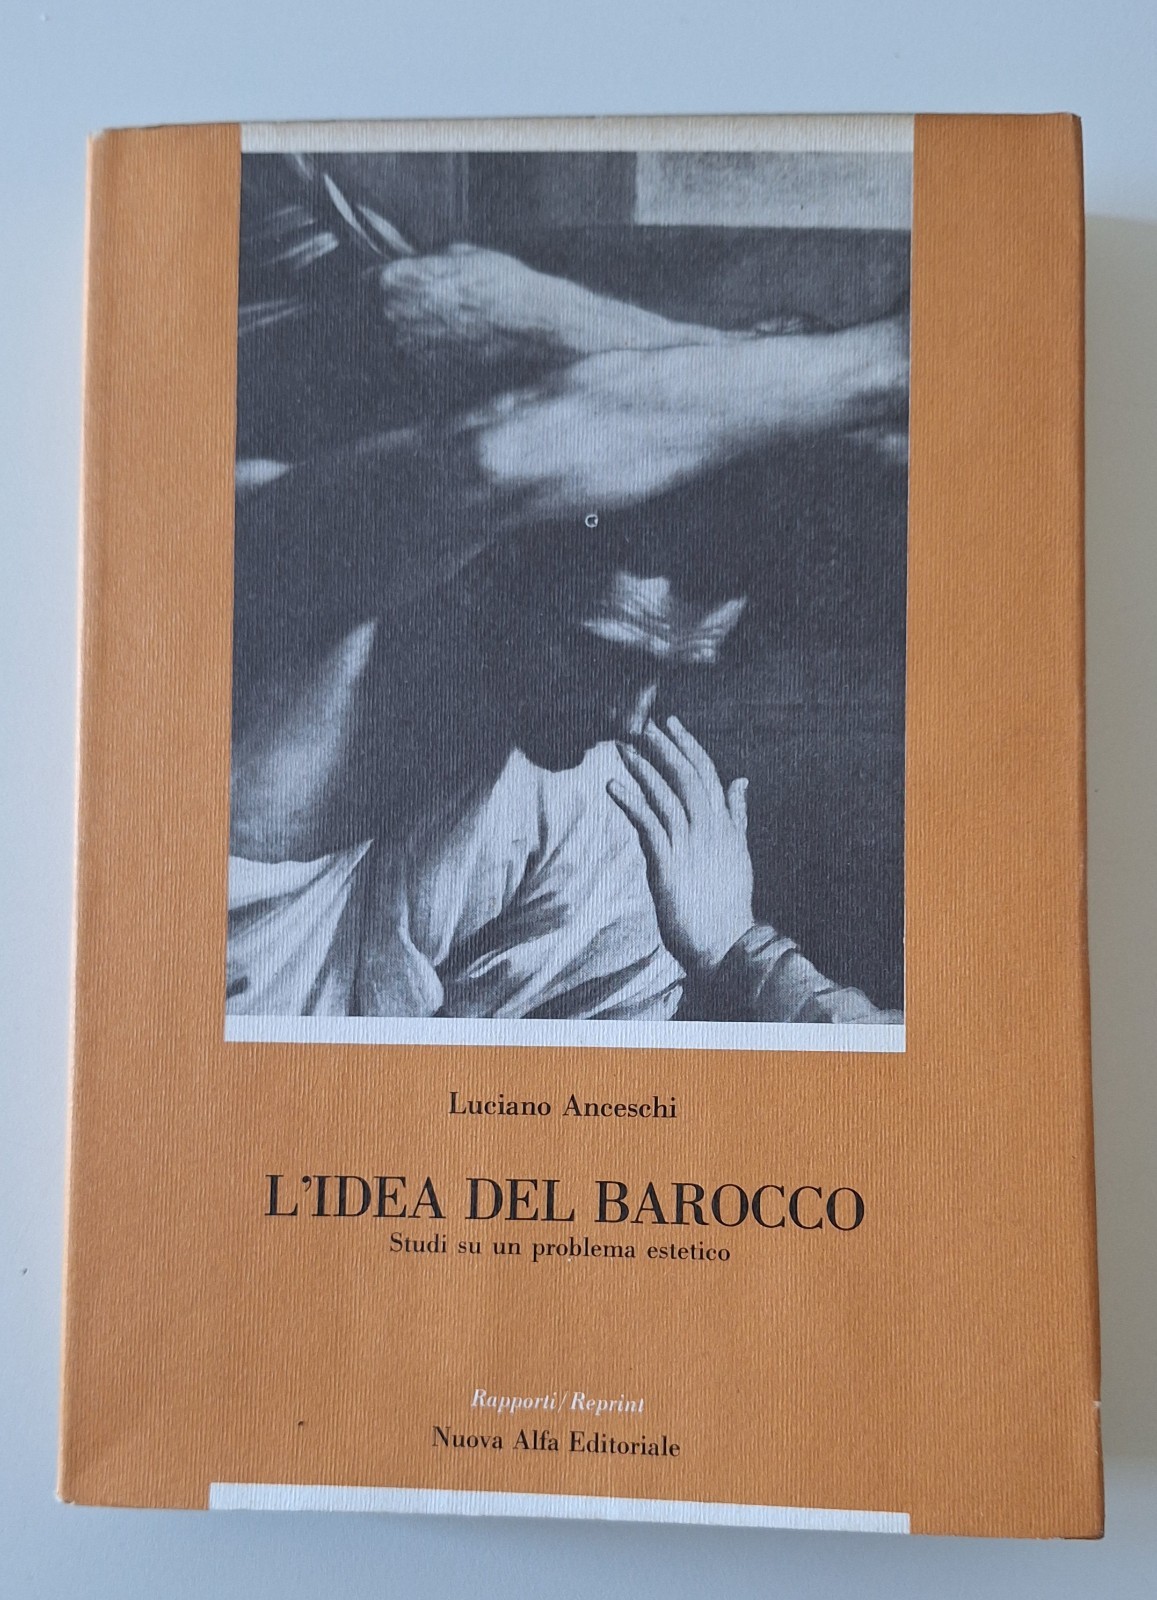 Luciano Anceschi
L'IDEA DEL BAROCCO
Studi su un problema estetico
Rapporti/Reprint
Nuova Alfa Editoriale